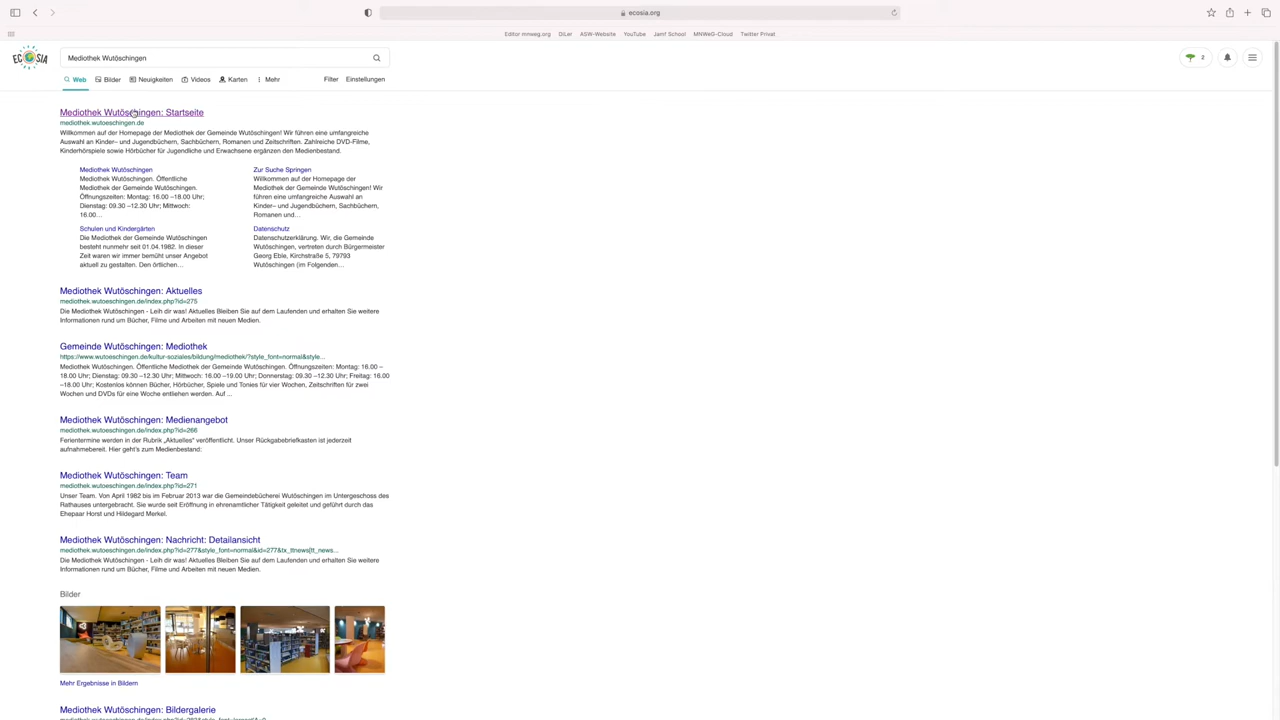 ecosia.org
Editor mnweg.org DiLer ASW-Website YouTube Jamf School MNWeG-Cloud Twitter Privat
ECOSIA
Mediothek Wutöschingen
2
Web Bilder Neuigkeiten Videos Karten Mehr Filter Einstellungen
Mediothek Wutöschingen: Startseite
mediothek.wutoeschingen.de
Willkommen auf der Homepage der Mediothek der Gemeinde Wutöschingen! Wir führen eine umfangreiche
Auswahl an Kinder– und Jugendbüchern, Sachbüchern, Romanen und Zeitschriften. Zahlreiche DVD-Filme,
Kinderhörspiele sowie Hörbücher für Jugendliche und Erwachsene ergänzen den Medienbestand.
Mediothek Wutöschingen
Mediothek Wutöschingen. Öffentliche
Mediothek der Gemeinde Wutöschingen.
Öffnungszeiten: Montag: 16.00 –18.00 Uhr;
Dienstag: 09.30 –12.30 Uhr; Mittwoch:
16.00...
Zur Suche Springen
Willkommen auf der Homepage der
Mediothek der Gemeinde Wutöschingen! Wir
führen eine umfangreiche Auswahl an
Kinder– und Jugendbüchern, Sachbüchern,
Romanen und...
Schulen und Kindergärten
Die Mediothek der Gemeinde Wutöschingen
besteht nunmehr seit 01.04.1982. In dieser
Zeit waren wir immer bemüht unser Angebot
aktuell zu gestalten. Den örtlichen...
Datenschutz
Datenschutzerklärung. Wir, die Gemeinde
Wutöschingen, vertreten durch Bürgermeister
Georg Eble, Kirchstraße 5, 79793
Wutöschingen (im Folgenden...
Mediothek Wutöschingen: Aktuelles
mediothek.wutoeschingen.de/index.php?id=275
Die Mediothek Wutöschingen - Leih dir was! Aktuelles Bleiben Sie auf dem Laufenden und erhalten Sie weitere
Informationen rund um Bücher, Filme und Arbeiten mit neuen Medien.
Gemeinde Wutöschingen: Mediothek
https://www.wutoeschingen.de/kultur-soziales/bildung/mediothek/?style_font=normal&style...
Mediothek Wutöschingen. Öffentliche Mediothek der Gemeinde Wutöschingen. Öffnungszeiten: Montag: 16.00 –
18.00 Uhr; Dienstag: 09.30 –12.30 Uhr; Mittwoch: 16.00 –19.00 Uhr; Donnerstag: 09.30 –12.30 Uhr; Freitag: 16.00
–18.00 Uhr; Kostenlos können Bücher, Hörbücher, Spiele und Tonies für vier Wochen, Zeitschriften für zwei
Wochen und DVDs für eine Woche entliehen werden. Auf ...
Mediothek Wutöschingen: Medienangebot
mediothek.wutoeschingen.de/index.php?id=266
Ferientermine werden in der Rubrik „Aktuelles" veröffentlicht. Unser Rückgabebriefkasten ist jederzeit
aufnahmebereit. Hier geht's zum Medienbestand:
Mediothek Wutöschingen: Team
mediothek.wutoeschingen.de/index.php?id=271
Unser Team. Von April 1982 bis im Februar 2013 war die Gemeindebücherei Wutöschingen im Untergeschoss des
Rathauses untergebracht. Sie wurde seit Eröffnung in ehrenamtlicher Tätigkeit geleitet und geführt durch das
Ehepaar Horst und Hildegard Merkel.
Mediothek Wutöschingen: Nachricht: Detailansicht
mediothek.wutoeschingen.de/index.php?id=277&style_font=normal&id=277&tx_ttnews[tt_news...
Die Mediothek Wutöschingen - Leih dir was! Aktuelles Bleiben Sie auf dem Laufenden und erhalten Sie weitere
Informationen rund um Bücher, Filme und Arbeiten mit neuen Medien.
Bilder
Mehr Ergebnisse in Bildern
Mediothek Wutöschingen: Bildergalerie